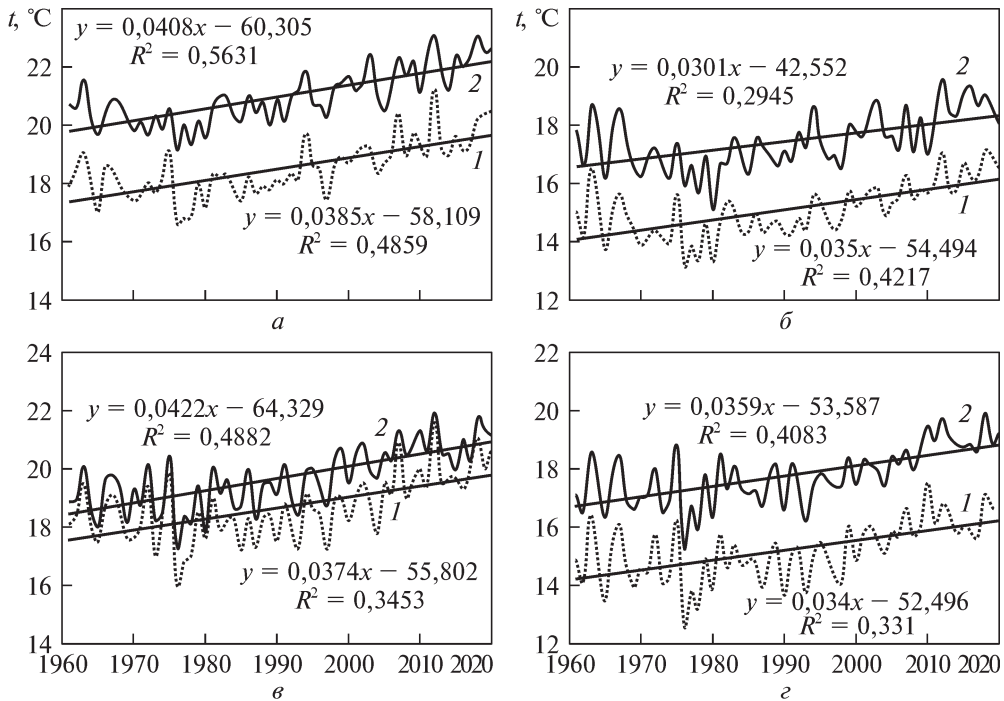 t, °C
y = 0,0408x − 60,305
R² = 0,5631
22
20
18
16
14
2
1
y = 0,0385x − 58,109
R² = 0,4859
а
t, °C
20
18
16
14
12
y = 0,0301x − 42,552
R² = 0,2945
2
1
y = 0,035x − 54,494
R² = 0,4217
б
24
22
20
18
16
14
y = 0,0422x − 64,329
R² = 0,4882
2
1
y = 0,0374x − 55,802
R² = 0,3453
1960 1970 1980 1990 2000 2010 2020
в
22
20
18
16
14
12
y = 0,0359x − 53,587
R² = 0,4083
2
1
y = 0,034x − 52,496
R² = 0,331
1960 1970 1980 1990 2000 2010 2020
г